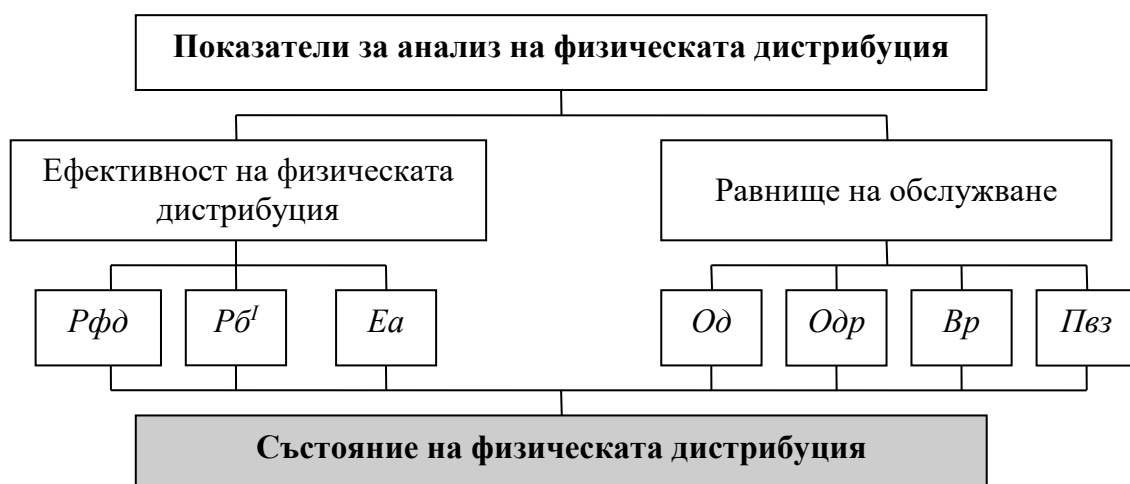 Показатели за анализ на физическата дистрибуция
Ефективност на физическата
дистрибуция
Равнище на обслужване
Рфд
Рб^I
Еа
Од
Одр
Вр
Пвз
Състояние на физическата дистрибуция